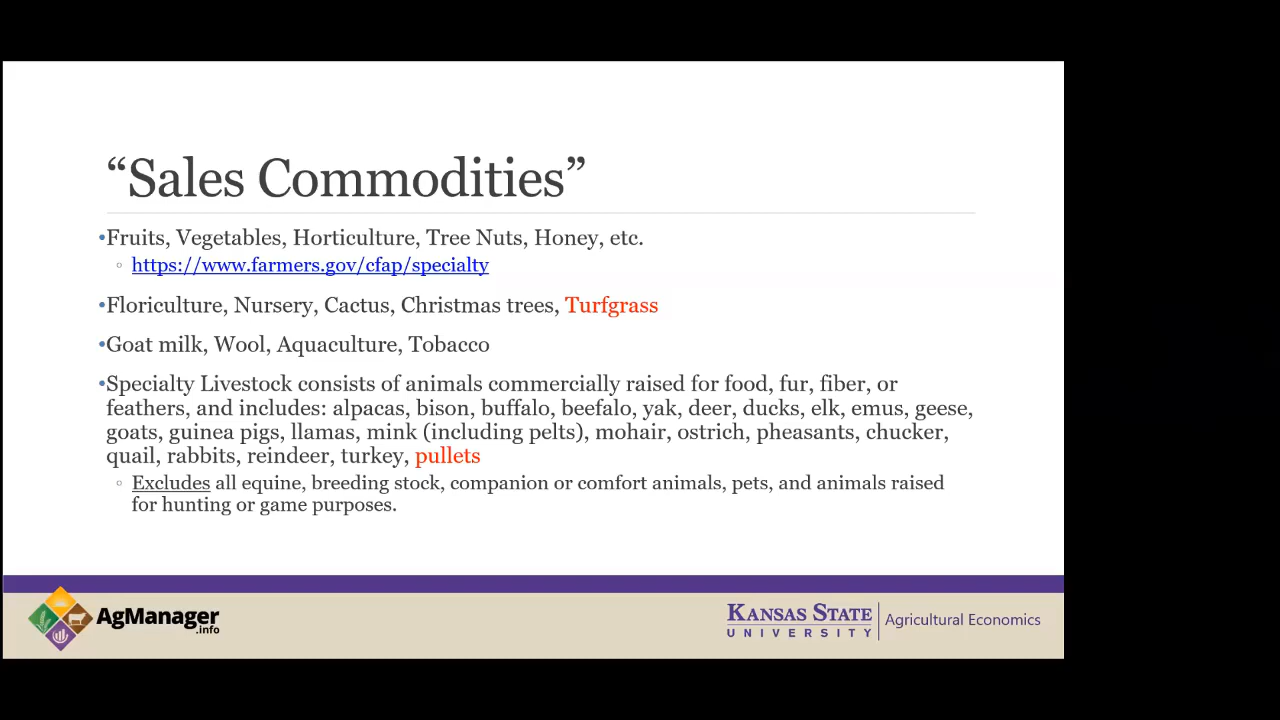 “Sales Commodities”
•Fruits, Vegetables, Horticulture, Tree Nuts, Honey, etc.
◦ https://www.farmers.gov/cfap/specialty
•Floriculture, Nursery, Cactus, Christmas trees, Turfgrass
•Goat milk, Wool, Aquaculture, Tobacco
•Specialty Livestock consists of animals commercially raised for food, fur, fiber, or
feathers, and includes: alpacas, bison, buffalo, beefalo, yak, deer, ducks, elk, emus, geese,
goats, guinea pigs, llamas, mink (including pelts), mohair, ostrich, pheasants, chucker,
quail, rabbits, reindeer, turkey, pullets
◦ Excludes all equine, breeding stock, companion or comfort animals, pets, and animals raised
for hunting or game purposes.
AgManager
.info
KANSAS STATE
UNIVERSITY
Agricultural Economics